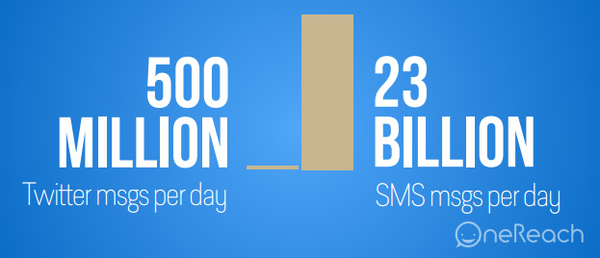 500
MILLION
Twitter msgs per day
23
BILLION
SMS msgs per day
OneReach